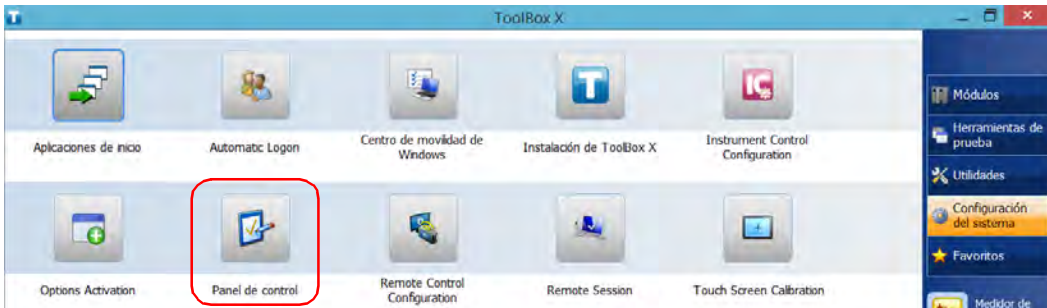 ToolBox X
Aplicaciones de inicio
Automatic Logon
Centro de movilidad de
Windows
Instalación de ToolBox X
Instrument Control
Configuration
Options Activation
Panel de control
Remote Control
Configuration
Remote Session
Touch Screen Calibration
Módulos
Herramientas de
prueba
Utilidades
Configuración
del sistema
Favoritos
Medidor de